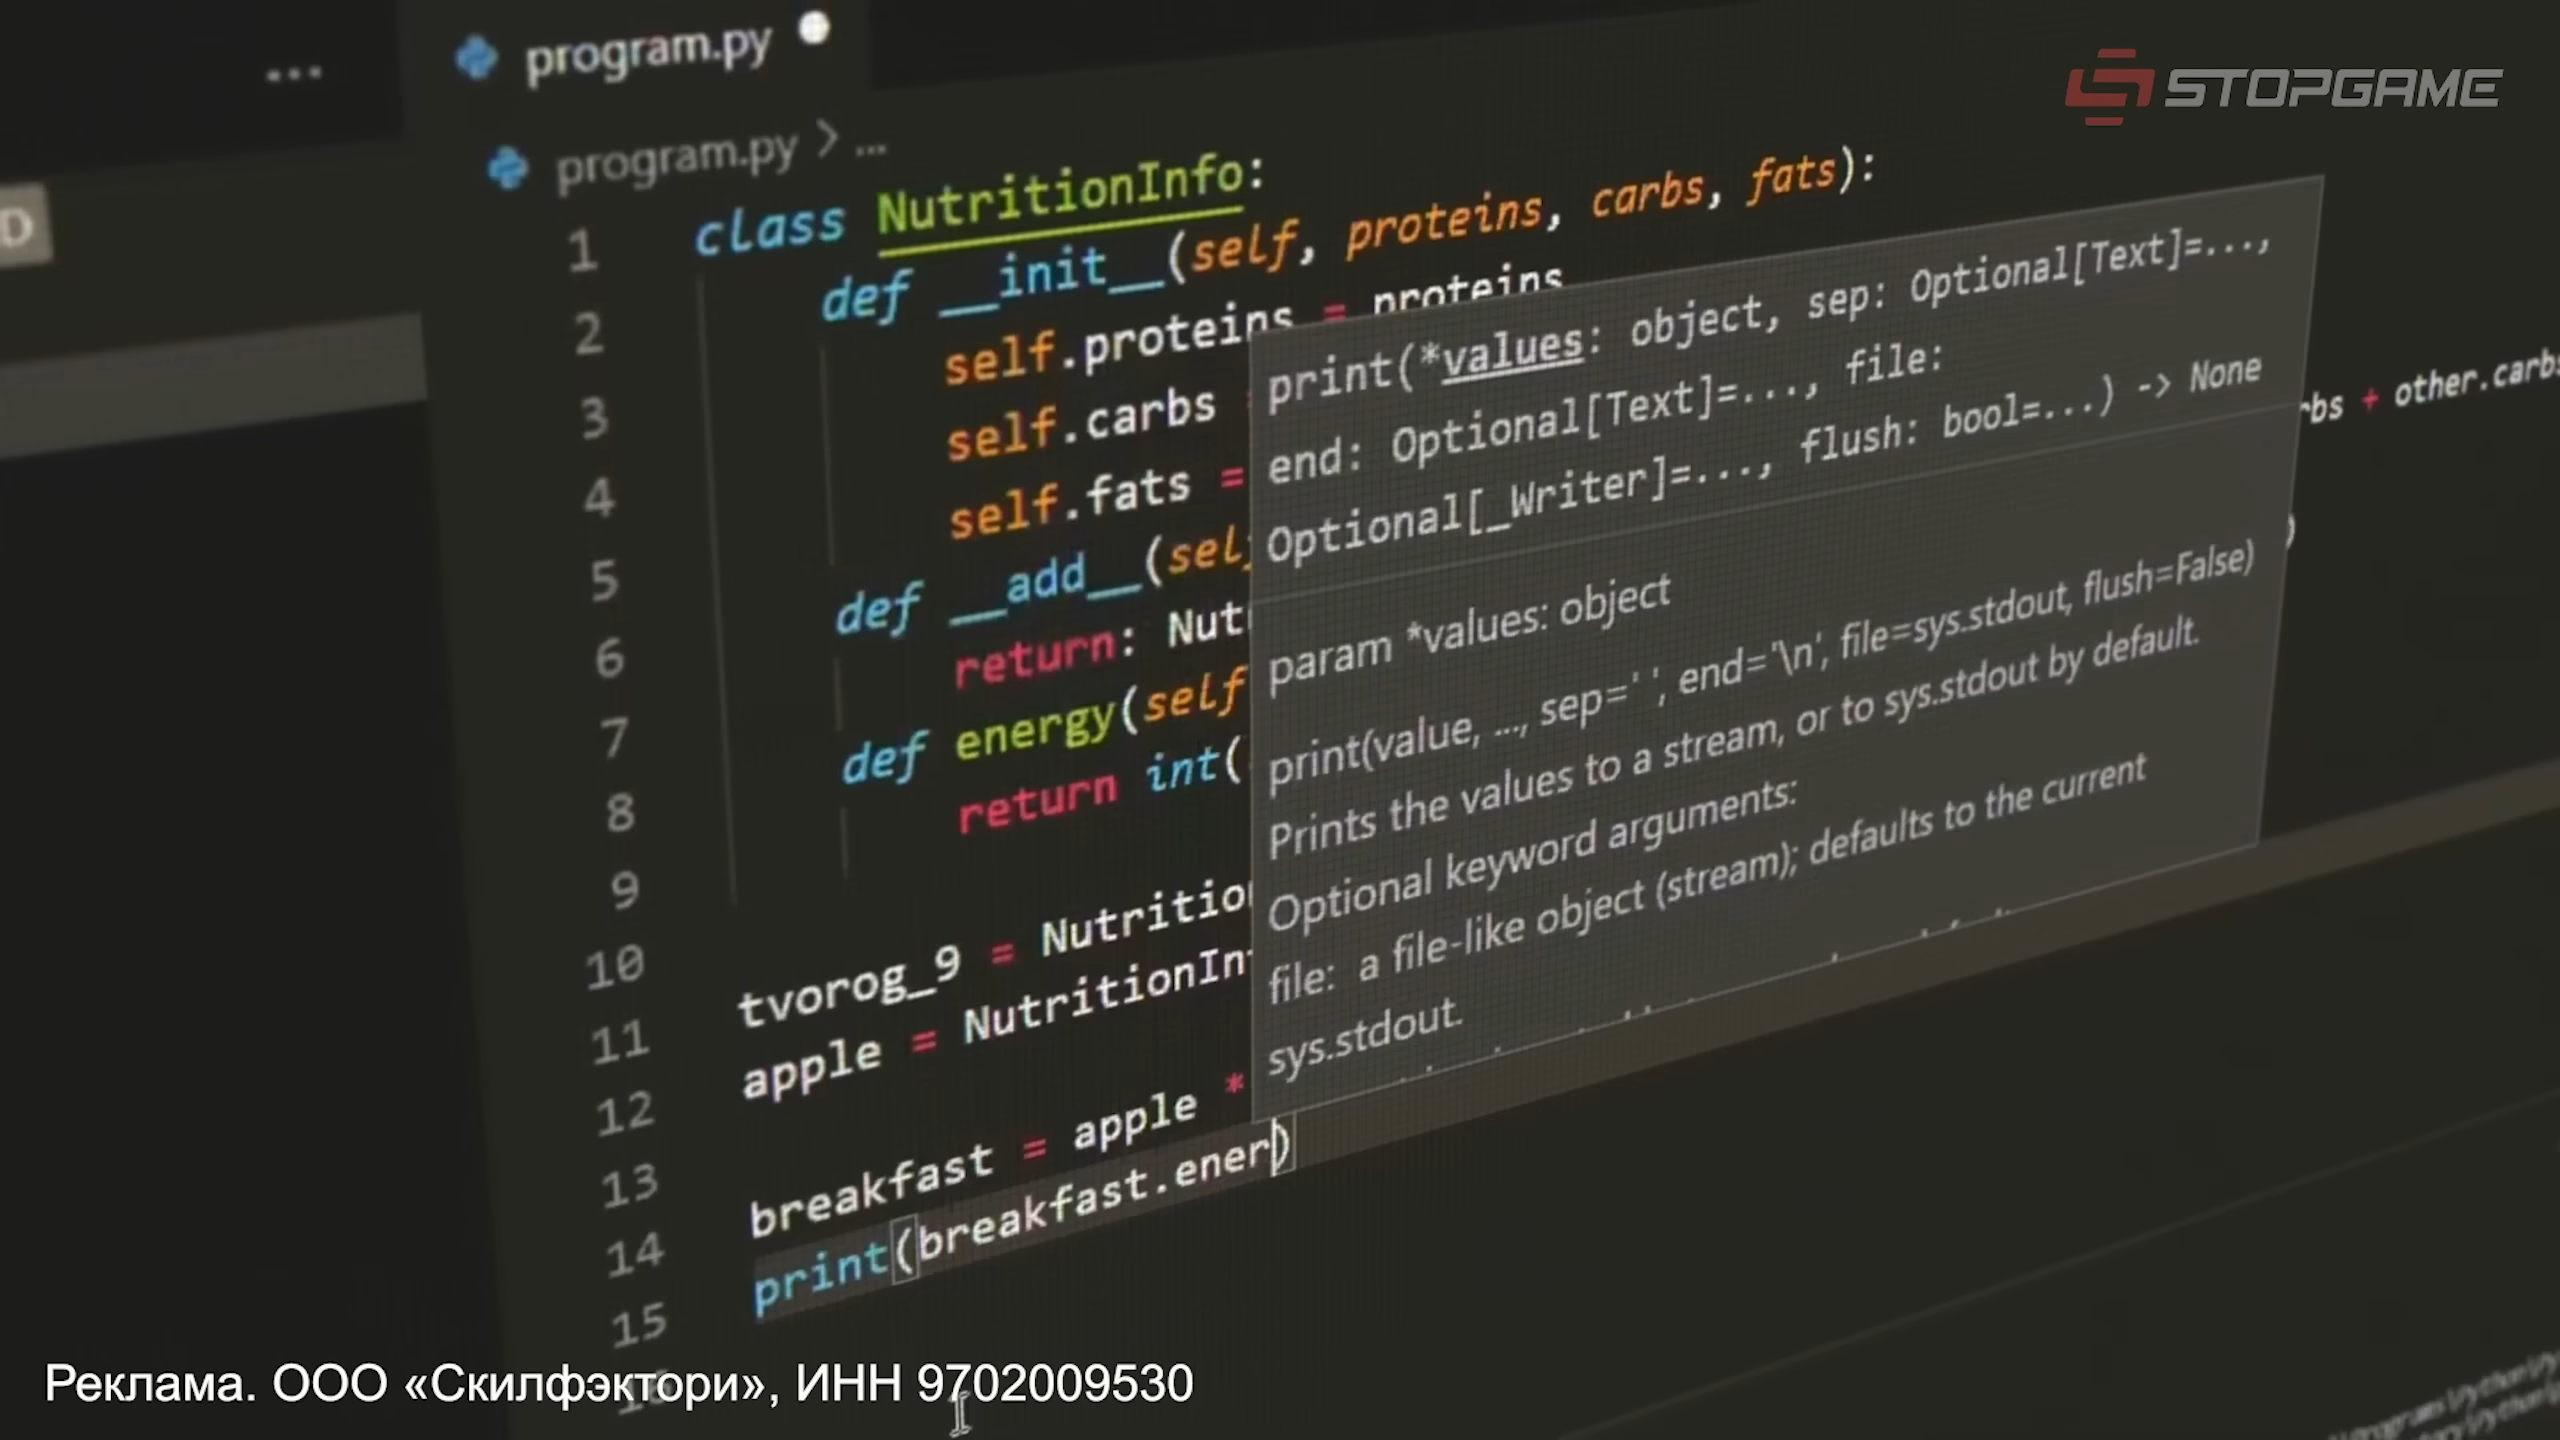 ...
program.py
STOPGAME
program.py > ...
D
1 class NutritionInfo:
2 def __init__(self, proteins, carbs, fats):
3 self.proteins = proteins
4 self.carbs
5 self.fats =
6 def __add__(self
7 return: Nut
8 def energy(self
9 return int(
10
11 tvorog_9 = Nutritio
12 apple = NutritionIn
13
14 breakfast = apple *
15 print(breakfast.ener)
16
print(*values: object, sep: Optional[Text]=...,
end: Optional[Text]=..., file:
Optional[_Writer]=..., flush: bool=...) -> None
param *values: object
print(value, ..., sep=' ', end='\n', file=sys.stdout, flush=False)
Prints the values to a stream, or to sys.stdout by default.
Optional keyword arguments:
file: a file-like object (stream); defaults to the current
sys.stdout.
rbs + other.carbs
)
Реклама. ООО «Скилфэктори», ИНН 9702009530